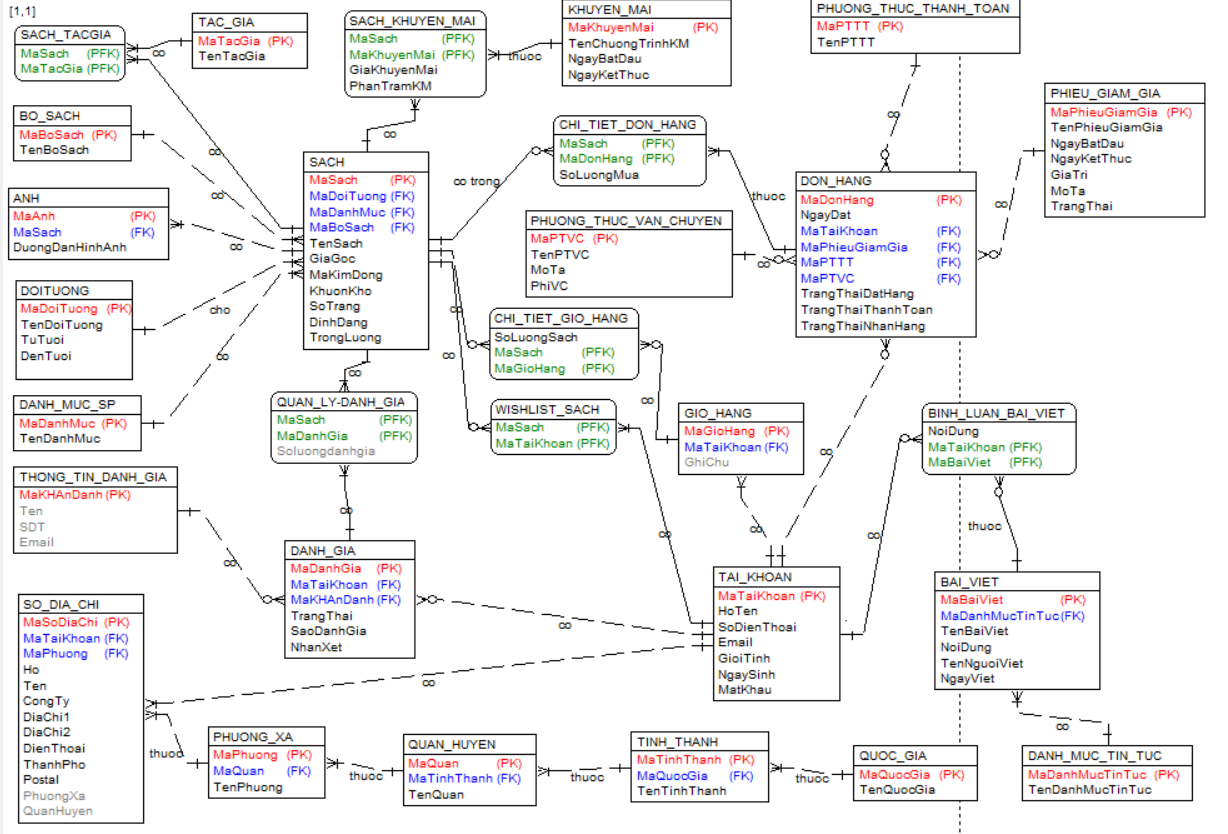 [1,1]
SACH_TACGIA
MaSach (PFK)
MaTacGia (PFK)
∞
TAC_GIA
MaTacGia (PK)
TenTacGia
SACH_KHUYEN_MAI
MaSach (PFK)
MaKhuyenMai (PFK)
GiaKhuyenMai
PhanTramKM
thuoc
KHUYEN_MAI
MaKhuyenMai (PK)
TenChuongTrinhKM
NgayBatDau
NgayKetThuc
PHUONG_THUC_THANH_TOAN
MaPTTT (PK)
TenPTTT
∞
PHIEU_GIAM_GIA
MaPhieuGiamGia (PK)
TenPhieuGiamGia
NgayBatDau
NgayKetThuc
GiaTri
MoTa
TrangThai
∞
BO_SACH
MaBoSach (PK)
TenBoSach
∞
∞
∞
ANH
MaAnh (PK)
MaSach (FK)
DuongDanHinhAnh
∞
SACH
MaSach (PK)
MaDoiTuong (FK)
MaDanhMuc (FK)
MaBoSach (FK)
TenSach
GiaGoc
MaKimDong
KhuonKho
SoTrang
DinhDang
TrongLuong
∞ trong
CHI_TIET_DON_HANG
MaSach (PFK)
MaDonHang (PFK)
SoLuongMua
thuoc
DON_HANG
MaDonHang (PK)
NgayDat
MaTaiKhoan (FK)
MaPhieuGiamGia (FK)
MaPTTT (FK)
MaPTVC (FK)
TrangThaiDatHang
TrangThaiThanhToan
TrangThaiNhanHang
PHUONG_THUC_VAN_CHUYEN
MaPTVC (PK)
TenPTVC
MoTa
PhiVC
∞
DOITUONG
MaDoiTuong (PK)
TenDoiTuong
TuTuoi
DenTuoi
cho
∞
DANH_MUC_SP
MaDanhMuc (PK)
TenDanhMuc
∞
∞
∞
CHI_TIET_GIO_HANG
SoLuongSach
MaSach (PFK)
MaGioHang (PFK)
∞
QUAN_LY-DANH_GIA
MaSach (PFK)
MaDanhGia (PFK)
Soluongdanhgia
∞
WISHLIST_SACH
MaSach (PFK)
MaTaiKhoan (PFK)
∞
GIO_HANG
MaGioHang (PK)
MaTaiKhoan (FK)
GhiChu
∞
∞
BINH_LUAN_BAI_VIET
NoiDung
MaTaiKhoan (PFK)
MaBaiViet (PFK)
∞
thuoc
THONG_TIN_DANH_GIA
MaKHAnDanh (PK)
Ten
SDT
Email
∞
DANH_GIA
MaDanhGia (PK)
MaTaiKhoan (FK)
MaKHAnDanh (FK)
TrangThai
SaoDanhGia
NhanXet
∞
TAI_KHOAN
MaTaiKhoan (PK)
HoTen
SoDienThoai
Email
GioiTinh
NgaySinh
MatKhau
BAI_VIET
MaBaiViet (PK)
MaDanhMucTinTuc(FK)
TenBaiViet
NoiDung
TenNguoiViet
NgayViet
∞
SO_DIA_CHI
MaSoDiaChi (PK)
MaTaiKhoan (FK)
MaPhuong (FK)
Ho
Ten
CongTy
DiaChi1
DiaChi2
DienThoai
ThanhPho
Postal
PhuongXa
QuanHuyen
∞
thuoc
PHUONG_XA
MaPhuong (PK)
MaQuan (FK)
TenPhuong
thuoc
QUAN_HUYEN
MaQuan (PK)
MaTinhThanh (FK)
TenQuan
thuoc
TINH_THANH
MaTinhThanh (PK)
MaQuocGia (FK)
TenTinhThanh
thuoc
QUOC_GIA
MaQuocGia (PK)
TenQuocGia
DANH_MUC_TIN_TUC
MaDanhMucTinTuc (PK)
TenDanhMucTinTuc